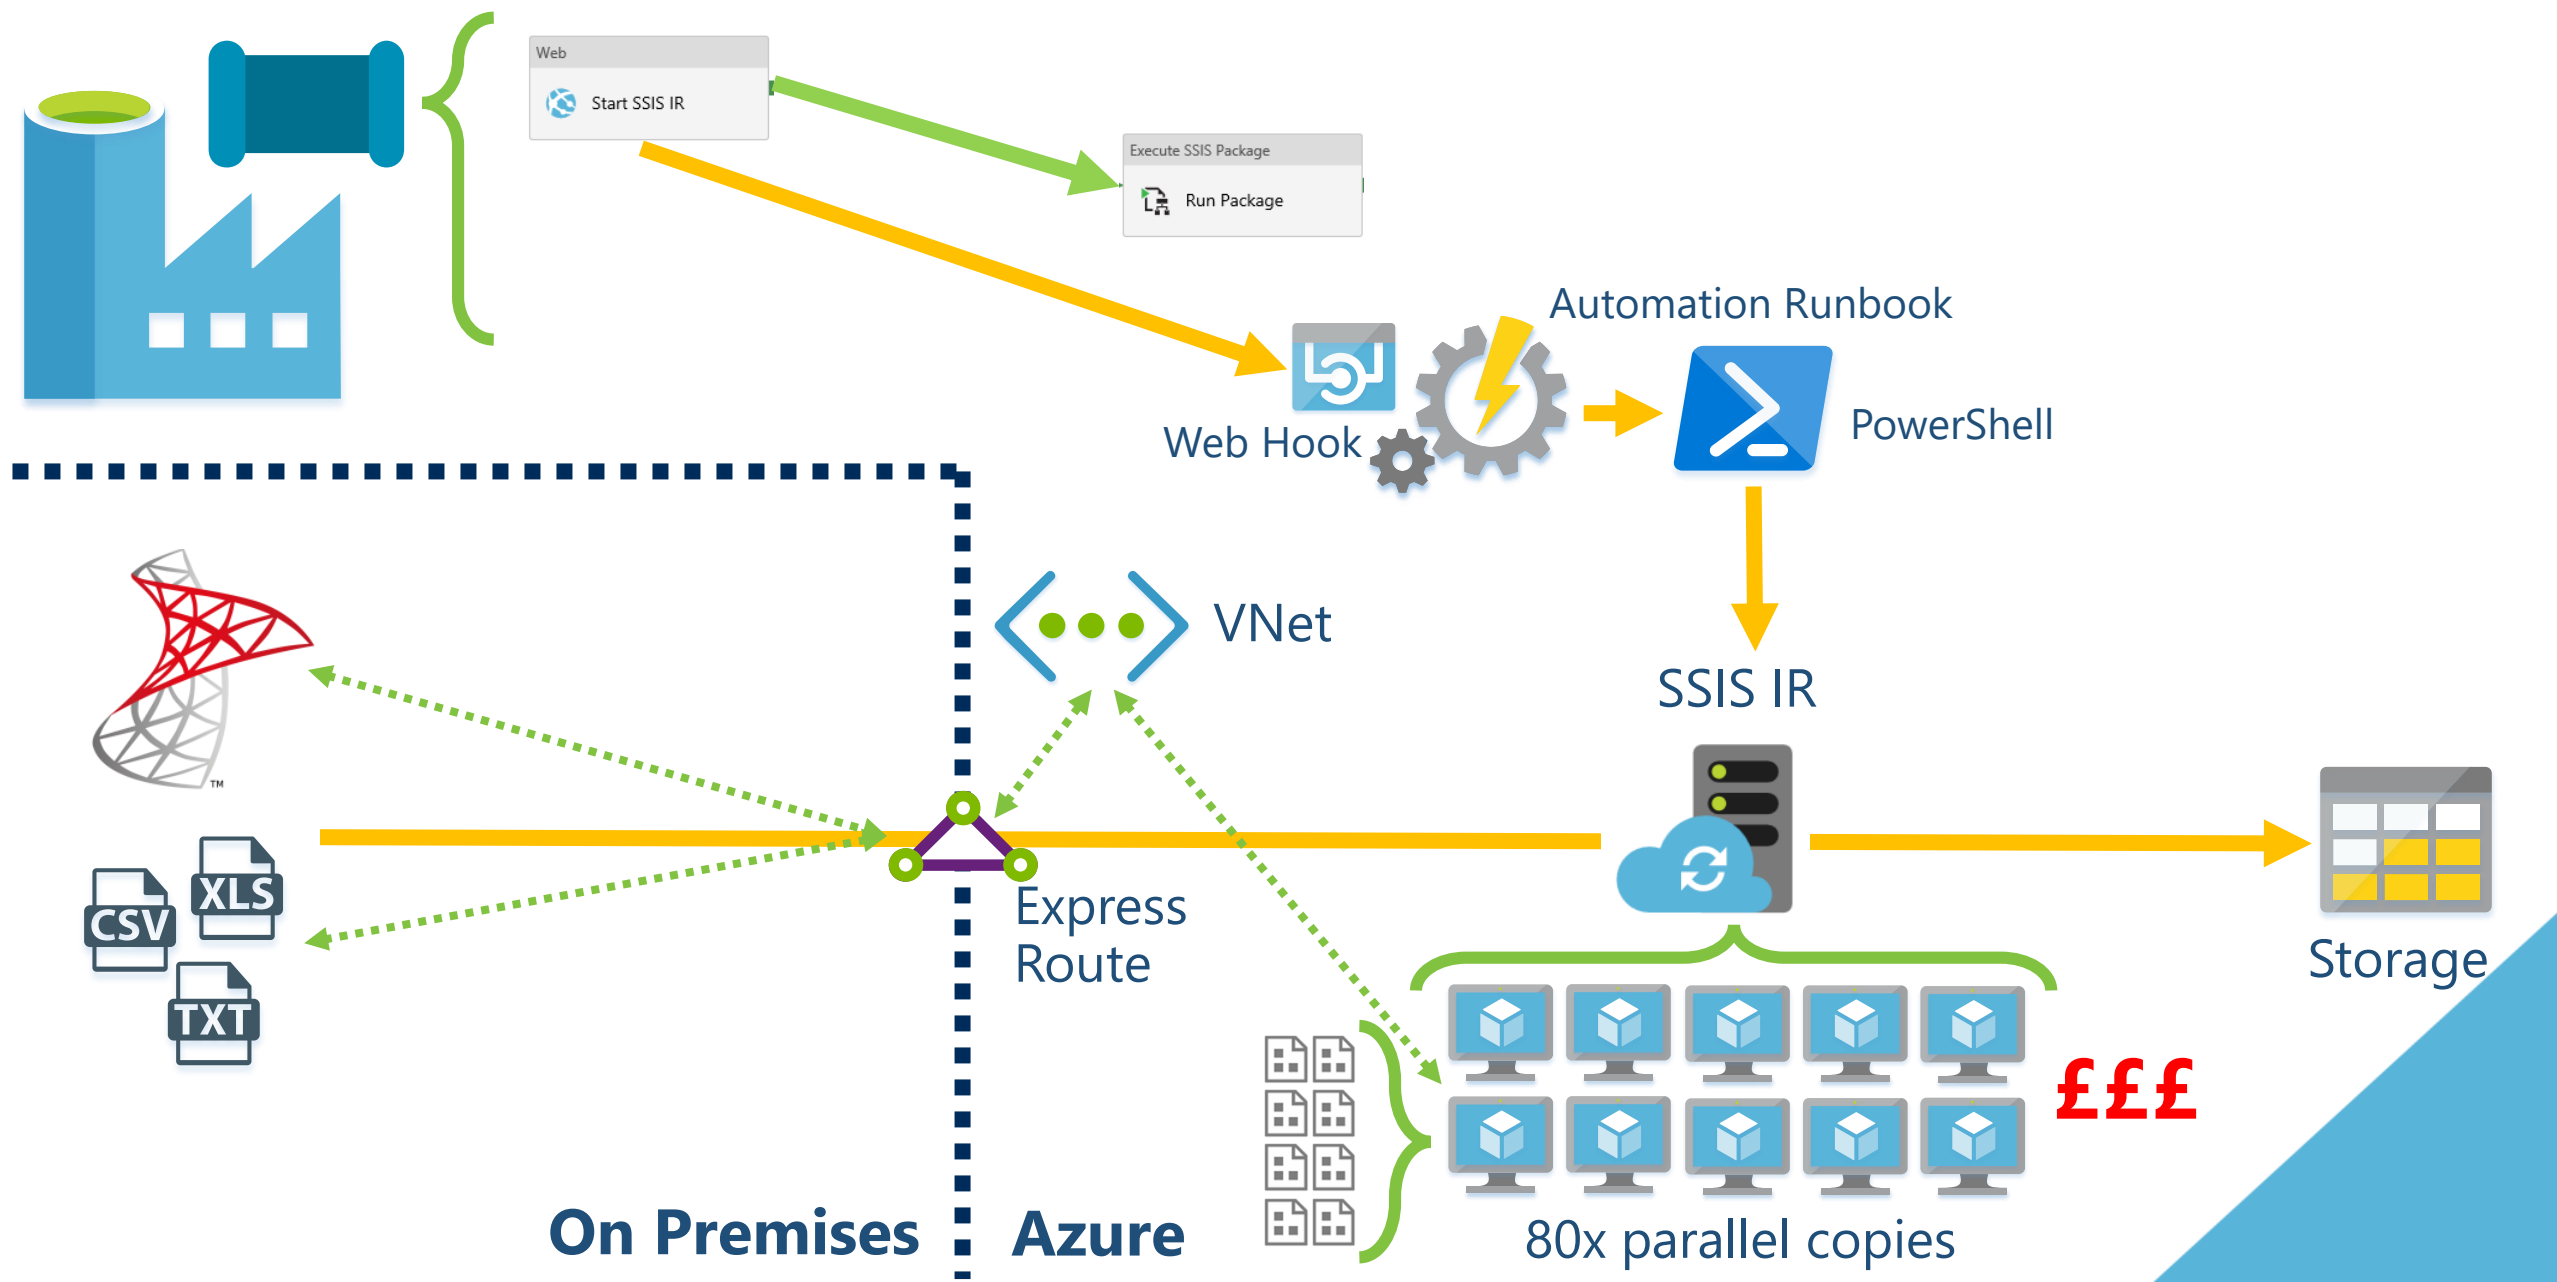 Web
Start SSIS IR
Execute SSIS Package
Run Package
Automation Runbook
Web Hook
PowerShell
VNet
SSIS IR
TM
XLS
CSV
TXT
Express
Route
Storage
£££
On Premises
Azure
80x parallel copies